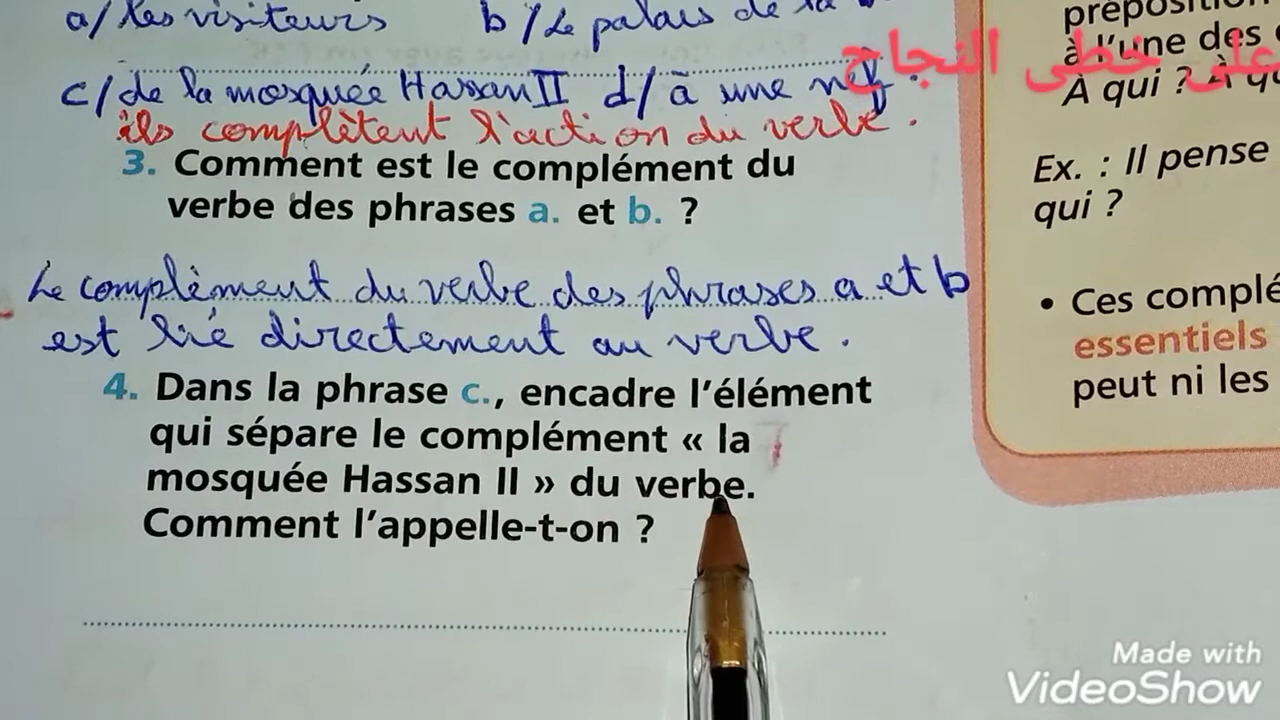 a/ les visiteurs b/ Le palais de la
c/ de la mosquée Hassan II d/ à une
ils complètent l'action du verbe.
3. Comment est le complément du
verbe des phrases a. et b. ?
Le complèment du verbe des phrases a et b
est lié directement au verbe.
4. Dans la phrase c., encadre l'élément
qui sépare le complément « la
mosquée Hassan II » du verbe.
Comment l'appelle-t-on ?
préposition
à l'une des
À qui ? À
Ex. : Il pense
qui ?
• Ces complé
essentiels
peut ni les
على خطى النجاح
Made with
VideoShow